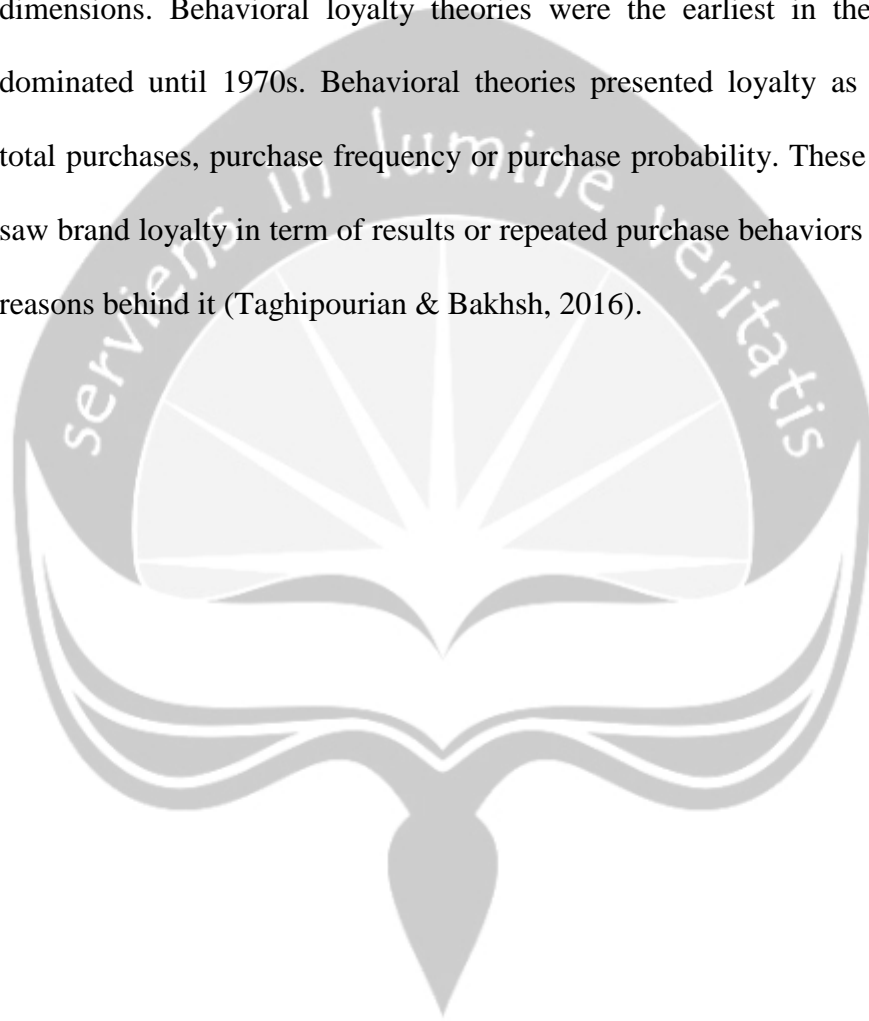 dimensions. Behavioral loyalty theories were the earliest in the
dominated until 1970s. Behavioral theories presented loyalty as
total purchases, purchase frequency or purchase probability. These
saw brand loyalty in term of results or repeated purchase behaviors
reasons behind it (Taghipourian & Bakhsh, 2016).
serviens in lumine veritatis